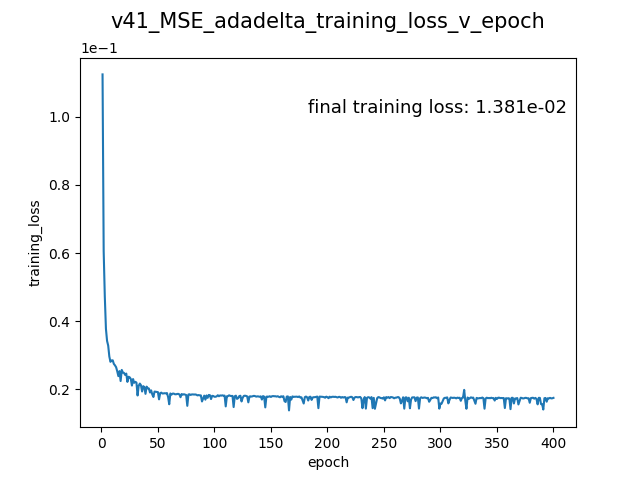 v41_MSE_adadelta_training_loss_v_epoch
1e−1
final training loss: 1.381e-02
1.0
0.8
0.6
0.4
0.2
training_loss
0 50 100 150 200 250 300 350 400
epoch